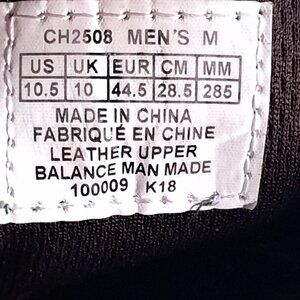 CH2508 MEN'S M
US UK EUR CM MM
10.5 10 44.5 28.5 285
MADE IN CHINA
FABRIQUÉ EN CHINE
LEATHER UPPER
BALANCE MAN MADE
100009 K18